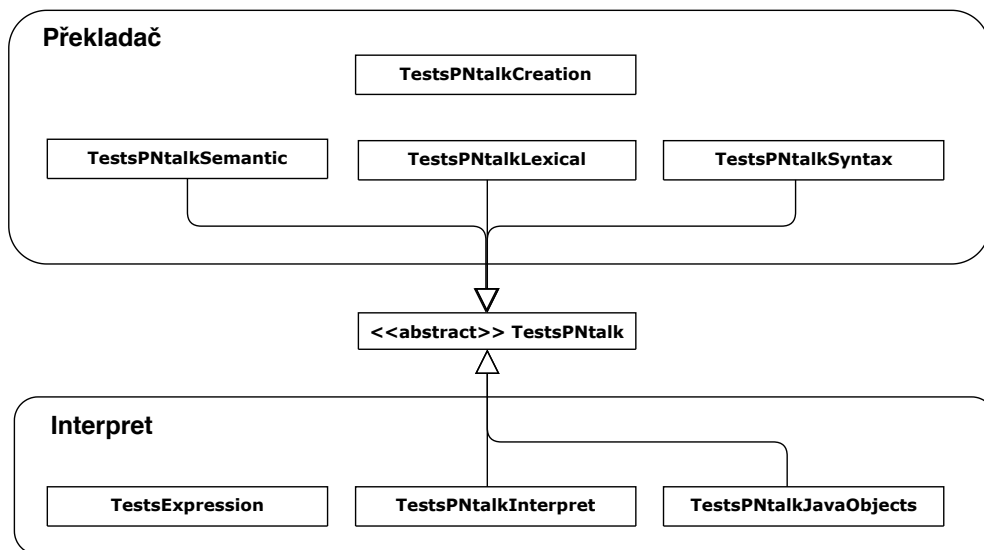 Překladač
TestsPNtalkCreation
TestsPNtalkSemantic
TestsPNtalkLexical
TestsPNtalkSyntax
<<abstract>> TestsPNtalk
Interpret
TestsExpression
TestsPNtalkInterpret
TestsPNtalkJavaObjects